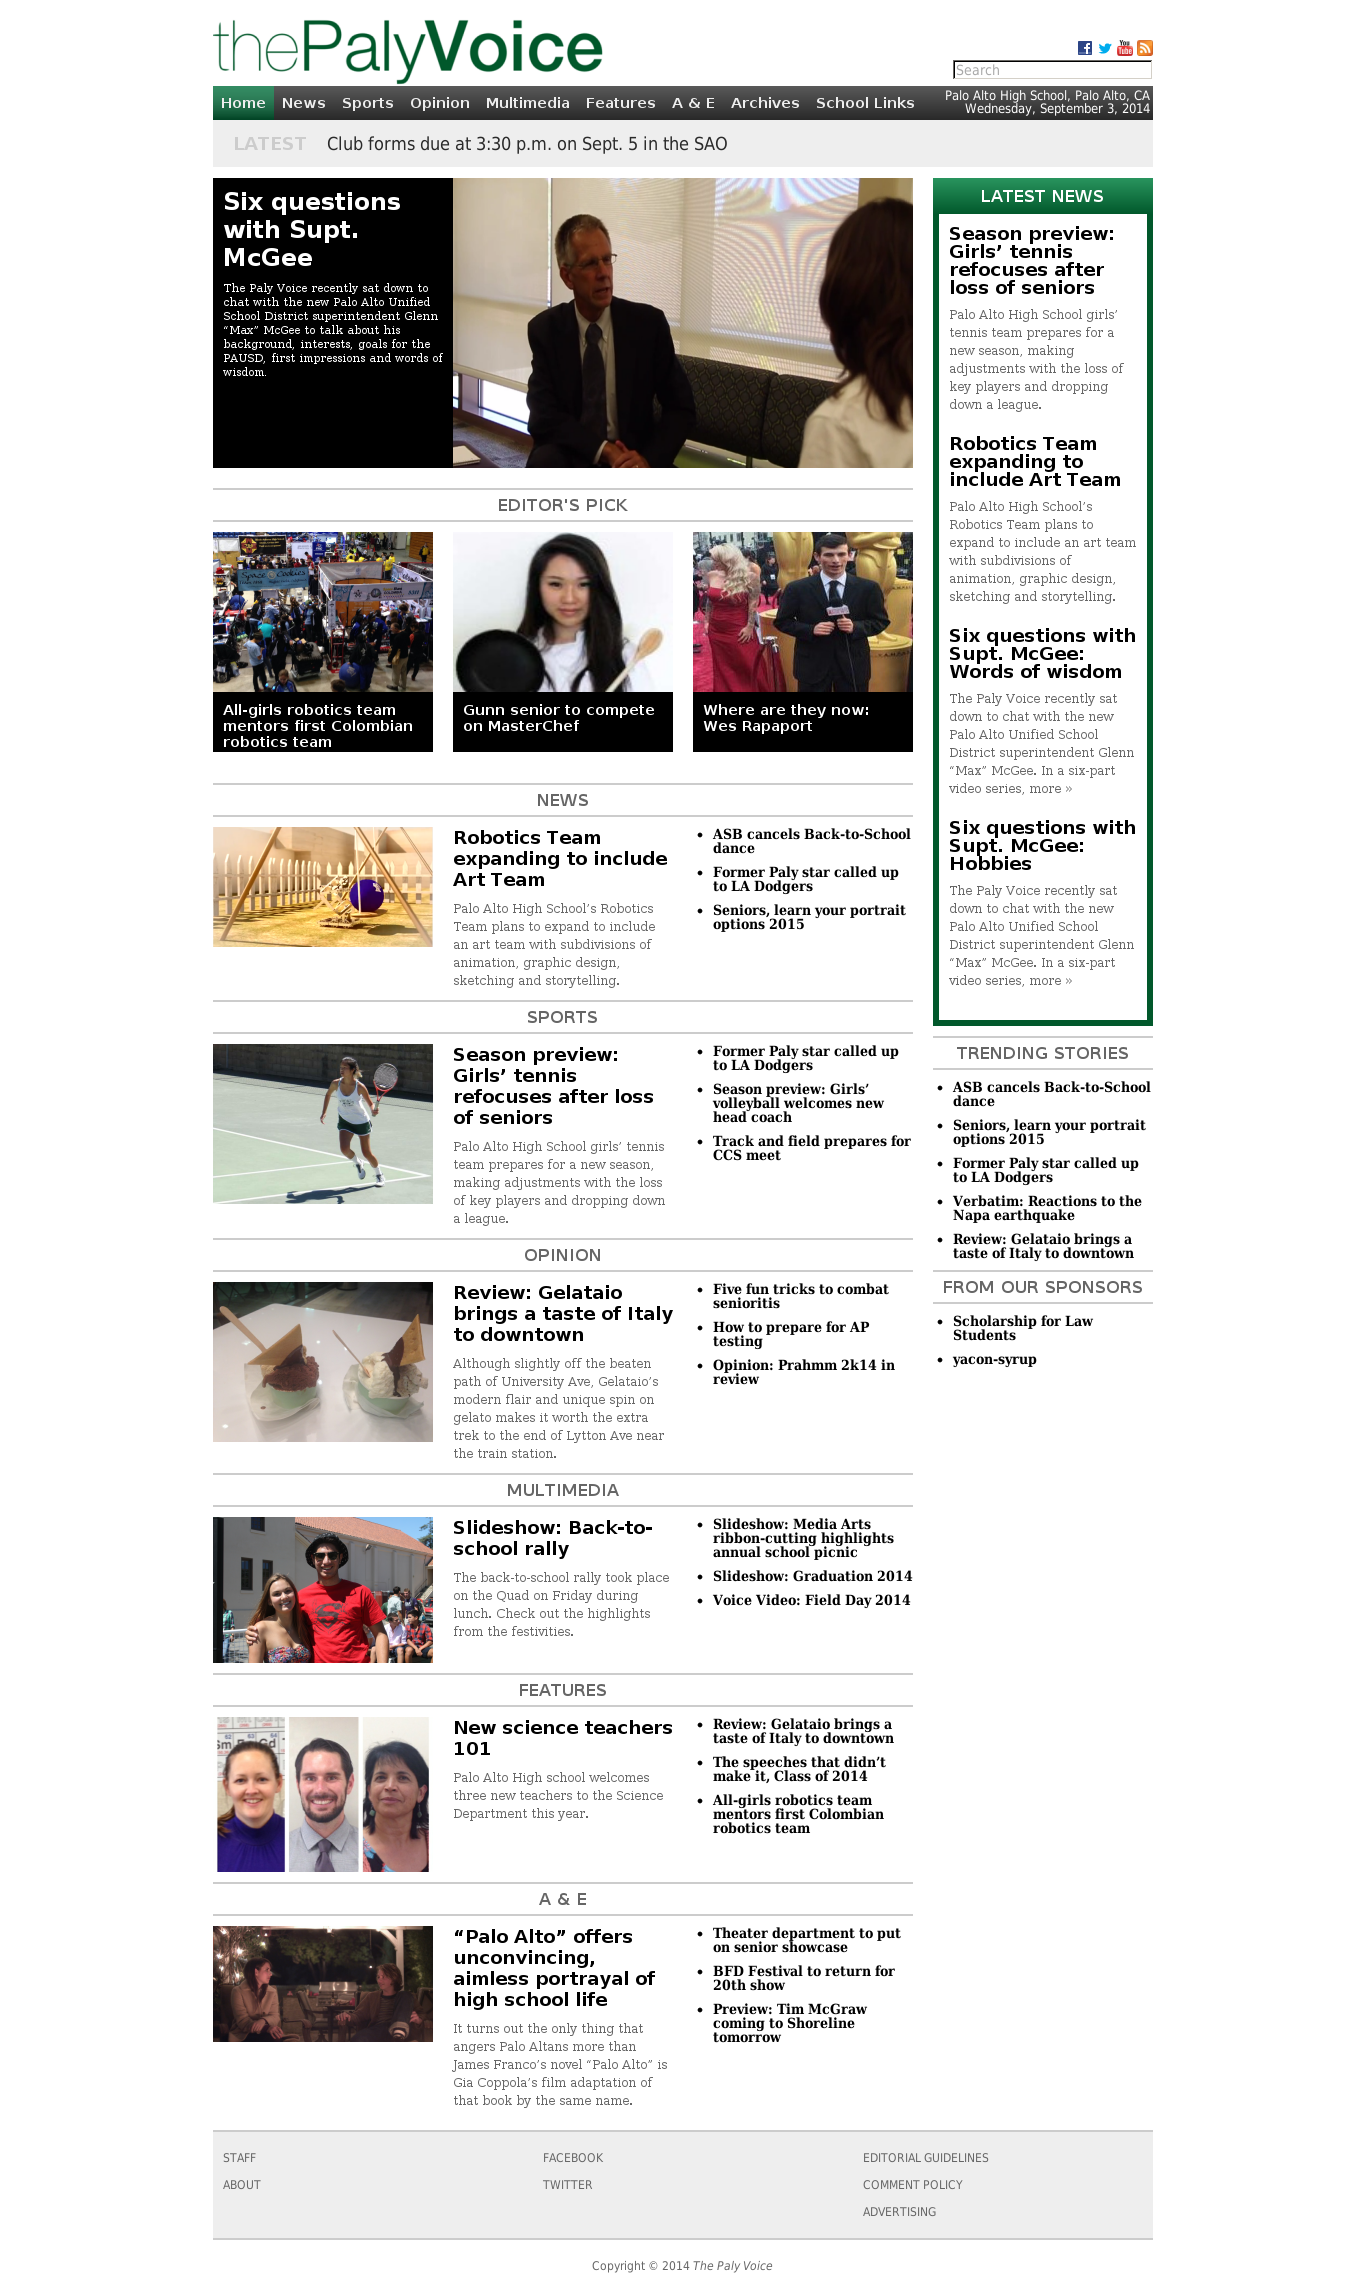 thePalyVoice
Search
Home News Sports Opinion Multimedia Features A & E Archives School Links
Palo Alto High School, Palo Alto, CA
Wednesday, September 3, 2014
LATEST Club forms due at 3:30 p.m. on Sept. 5 in the SAO
Six questions
with Supt.
McGee
The Paly Voice recently sat down to
chat with the new Palo Alto Unified
School District superintendent Glenn
“Max” McGee to talk about his
background, interests, goals for the
PAUSD, first impressions and words of
wisdom.
EDITOR'S PICK
All-girls robotics team
mentors first Colombian
robotics team
Gunn senior to compete
on MasterChef
Where are they now:
Wes Rapaport
NEWS
Robotics Team
expanding to include
Art Team
Palo Alto High School’s Robotics
Team plans to expand to include
an art team with subdivisions of
animation, graphic design,
sketching and storytelling.
• ASB cancels Back-to-School
dance
• Former Paly star called up
to LA Dodgers
• Seniors, learn your portrait
options 2015
SPORTS
Season preview:
Girls’ tennis
refocuses after loss
of seniors
Palo Alto High School girls’ tennis
team prepares for a new season,
making adjustments with the loss
of key players and dropping down
a league.
• Former Paly star called up
to LA Dodgers
• Season preview: Girls’
volleyball welcomes new
head coach
• Track and field prepares for
CCS meet
OPINION
Review: Gelataio
brings a taste of Italy
to downtown
Although slightly off the beaten
path of University Ave, Gelataio’s
modern flair and unique spin on
gelato makes it worth the extra
trek to the end of Lytton Ave near
the train station.
• Five fun tricks to combat
senioritis
• How to prepare for AP
testing
• Opinion: Prahmm 2k14 in
review
MULTIMEDIA
Slideshow: Back-to-
school rally
The back-to-school rally took place
on the Quad on Friday during
lunch. Check out the highlights
from the festivities.
• Slideshow: Media Arts
ribbon-cutting highlights
annual school picnic
• Slideshow: Graduation 2014
• Voice Video: Field Day 2014
FEATURES
New science teachers
101
Palo Alto High school welcomes
three new teachers to the Science
Department this year.
• Review: Gelataio brings a
taste of Italy to downtown
• The speeches that didn’t
make it, Class of 2014
• All-girls robotics team
mentors first Colombian
robotics team
A & E
“Palo Alto” offers
unconvincing,
aimless portrayal of
high school life
It turns out the only thing that
angers Palo Altans more than
James Franco’s novel “Palo Alto” is
Gia Coppola’s film adaptation of
that book by the same name.
• Theater department to put
on senior showcase
• BFD Festival to return for
20th show
• Preview: Tim McGraw
coming to Shoreline
tomorrow
LATEST NEWS
Season preview:
Girls’ tennis
refocuses after
loss of seniors
Palo Alto High School girls’
tennis team prepares for a
new season, making
adjustments with the loss of
key players and dropping
down a league.
Robotics Team
expanding to
include Art Team
Palo Alto High School’s
Robotics Team plans to
expand to include an art team
with subdivisions of
animation, graphic design,
sketching and storytelling.
Six questions with
Supt. McGee:
Words of wisdom
The Paly Voice recently sat
down to chat with the new
Palo Alto Unified School
District superintendent Glenn
“Max” McGee. In a six-part
video series, more »
Six questions with
Supt. McGee:
Hobbies
The Paly Voice recently sat
down to chat with the new
Palo Alto Unified School
District superintendent Glenn
“Max” McGee. In a six-part
video series, more »
TRENDING STORIES
• ASB cancels Back-to-School
dance
• Seniors, learn your portrait
options 2015
• Former Paly star called up
to LA Dodgers
• Verbatim: Reactions to the
Napa earthquake
• Review: Gelataio brings a
taste of Italy to downtown
FROM OUR SPONSORS
• Scholarship for Law
Students
• yacon-syrup
STAFF
ABOUT
FACEBOOK
TWITTER
EDITORIAL GUIDELINES
COMMENT POLICY
ADVERTISING
Copyright © 2014 The Paly Voice